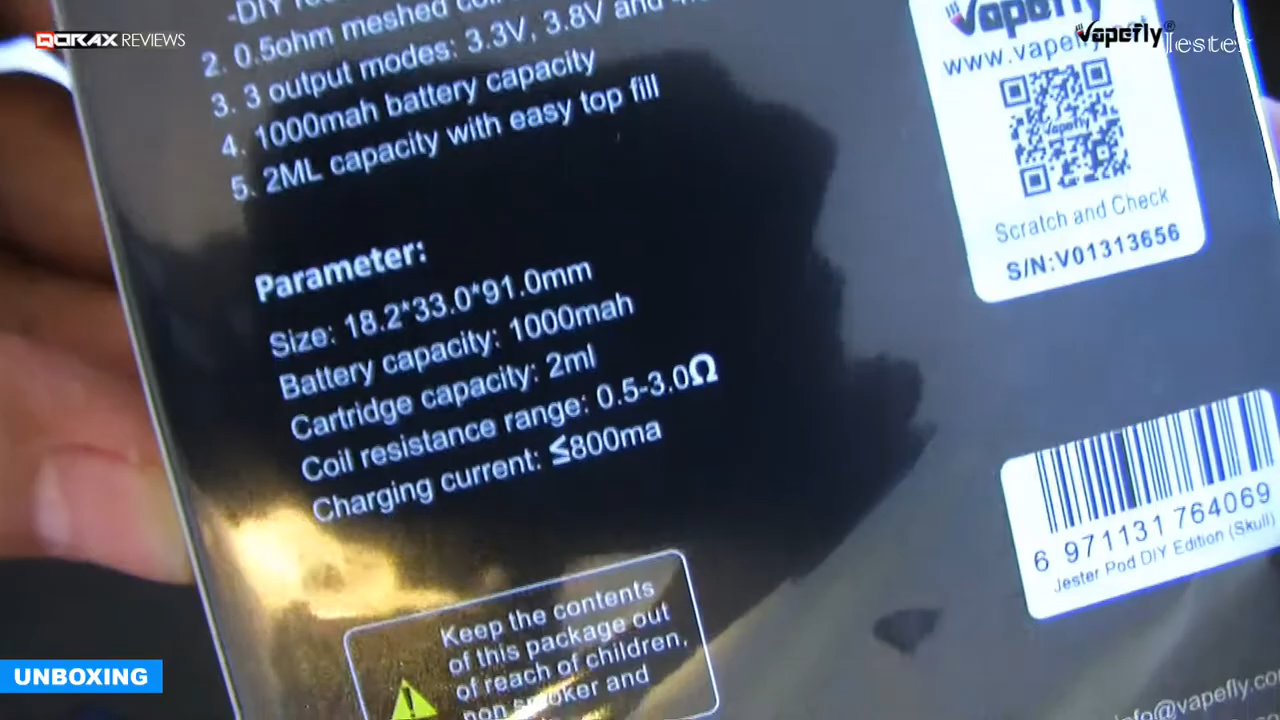 QORAX REVIEWS
Vapefly®
Jester
-DIY
2. 0.5ohm meshed
3. 3 output modes: 3.3V, 3.8V and
4. 1000mah battery capacity
5. 2ML capacity with easy top fill
Parameter:
Size: 18.2*33.0*91.0mm
Battery capacity: 1000mah
Cartridge capacity: 2ml
Coil resistance range: 0.5-3.0Ω
Charging current: ≤800ma
Keep the contents
of this package out
of reach of children,
non smoker and
Vapefly
Vapefly
Scratch and Check
S/N:V01313656
6 971131 764069
Jester Pod DIY Edition (Skull)
UNBOXING